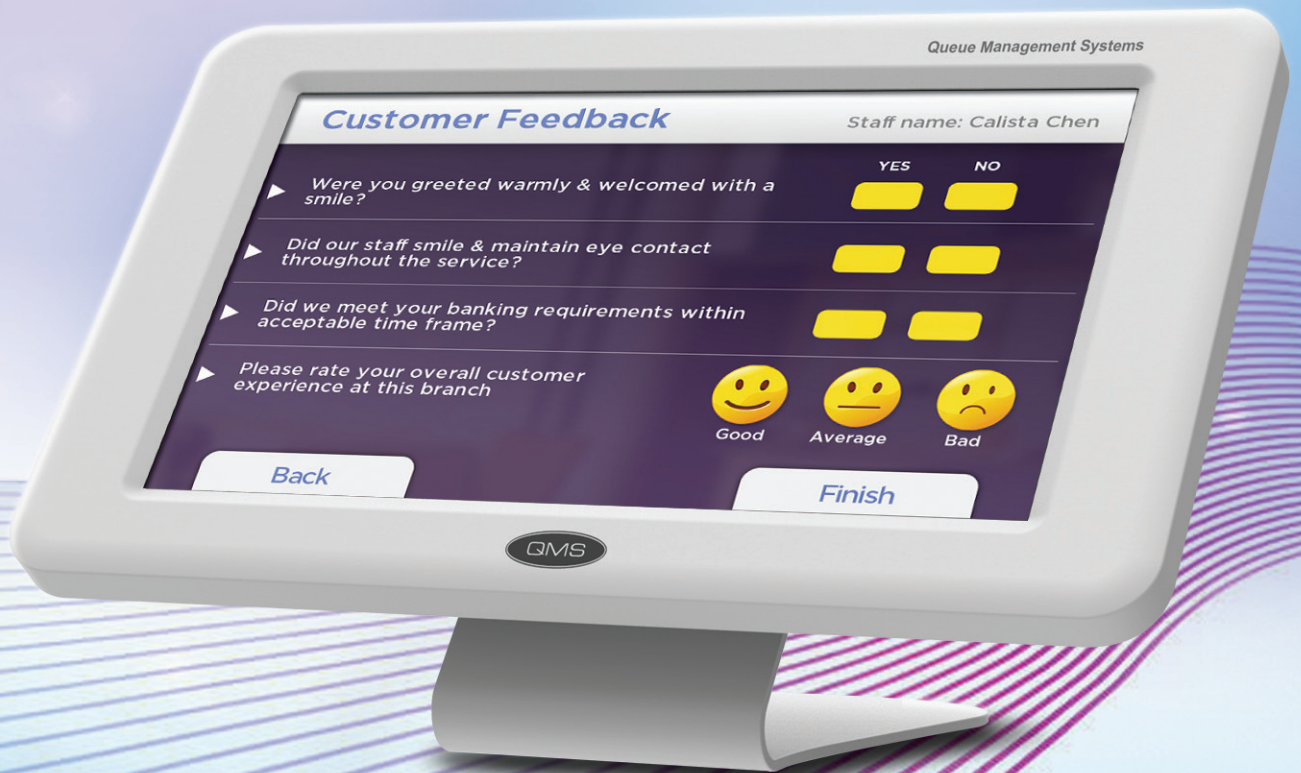 Queue Management Systems
Customer Feedback
Staff name: Calista Chen
YES NO
Were you greeted warmly & welcomed with a
smile?
Did our staff smile & maintain eye contact
throughout the service?
Did we meet your banking requirements within
acceptable time frame?
Please rate your overall customer
experience at this branch
Good Average Bad
Back Finish
QMS